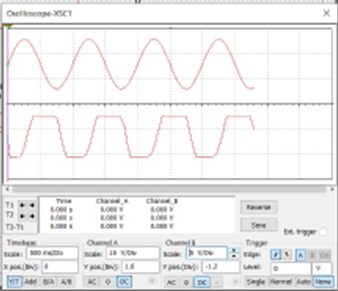 Oscilloscope-XSC1
Time Channel_A Channel_B
T1 0.000 s 0.000 V 0.000 V
T2 0.000 s 0.000 V 0.000 V
T2-T1 0.000 s 0.000 V 0.000 V
Reverse
Save
Ext. trigger
Timebase Channel A Channel B Trigger
Scale: 500 ms/Div Scale: 10 V/Div Scale: 5 V/Div Edge:
X pos.(Div): 0 Y pos.(Div): 1.6 Y pos.(Div): -1.2 Level: 0 V
Y/T Add B/A A/B AC 0 DC AC 0 DC - Single Normal Auto None